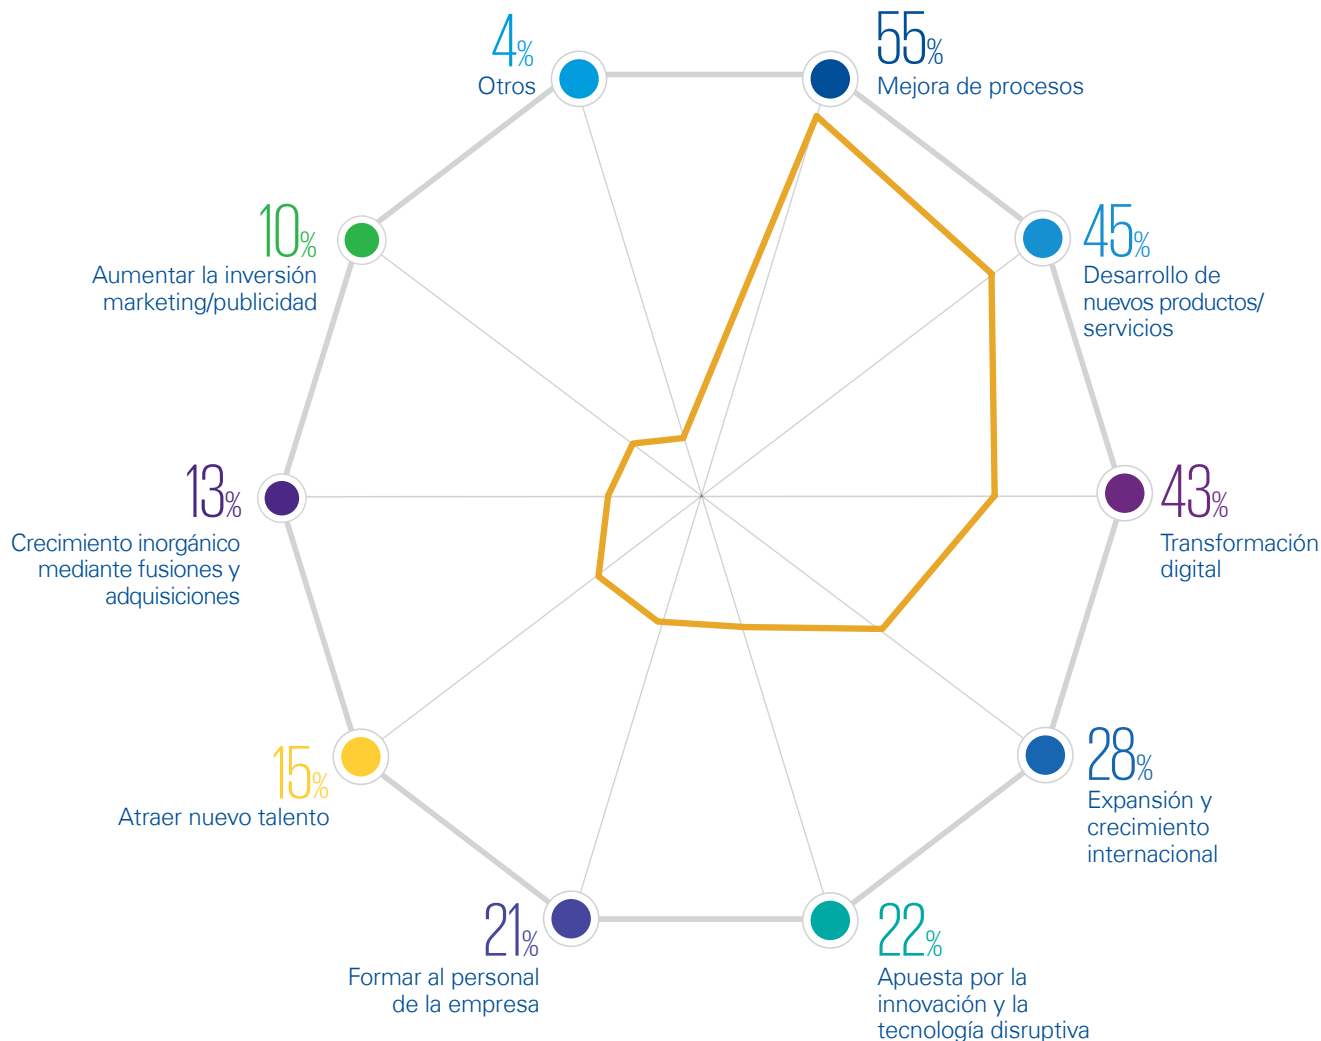 55%
Mejora de procesos
45%
Desarrollo de
nuevos productos/
servicios
43%
Transformación
digital
28%
Expansión y
crecimiento
internacional
22%
Apuesta por la
innovación y la
tecnología disruptiva
21%
Formar al personal
de la empresa
15%
Atraer nuevo talento
13%
Crecimiento inorgánico
mediante fusiones y
adquisiciones
10%
Aumentar la inversión
marketing/publicidad
4%
Otros